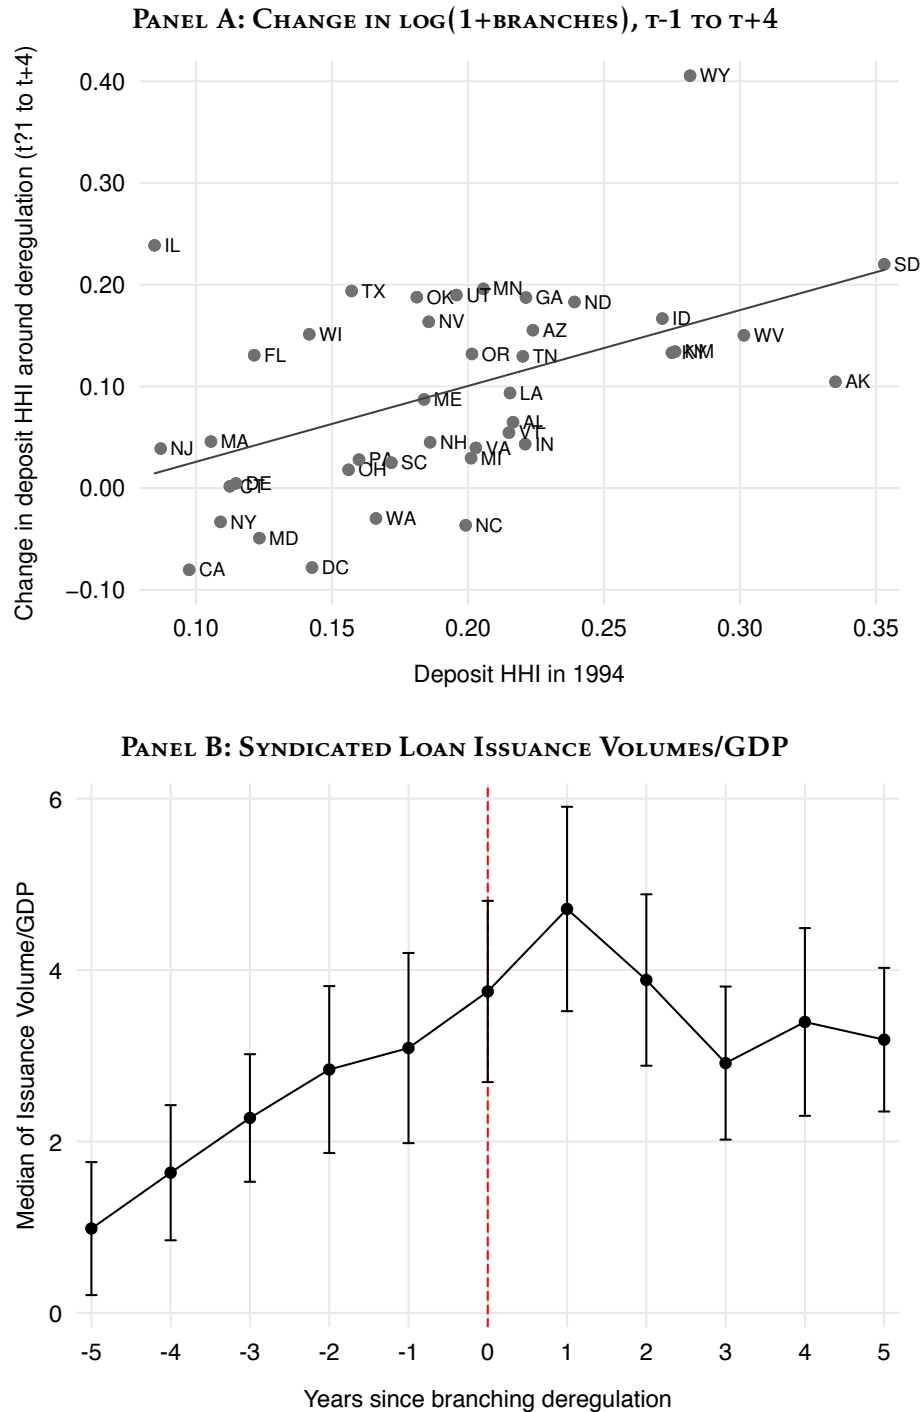 PANEL A: CHANGE IN LOG(1+BRANCHES), T-1 TO T+4
Change in deposit HHI around deregulation (t?1 to t+4)
0.40
0.30
0.20
0.10
0.00
−0.10
WY
IL
SD
TX
OK
UT
MN
GA
ND
NV
ID
WI
AZ
WV
FL
OR
TN
NM
AK
ME
LA
AL
VT
NJ
MA
NH
VA
IN
PA
OH
SC
MI
CT
DE
NY
WA
NC
MD
CA
DC
0.10 0.15 0.20 0.25 0.30 0.35
Deposit HHI in 1994
PANEL B: SYNDICATED LOAN ISSUANCE VOLUMES/GDP
Median of Issuance Volume/GDP
6
4
2
0
-5 -4 -3 -2 -1 0 1 2 3 4 5
Years since branching deregulation